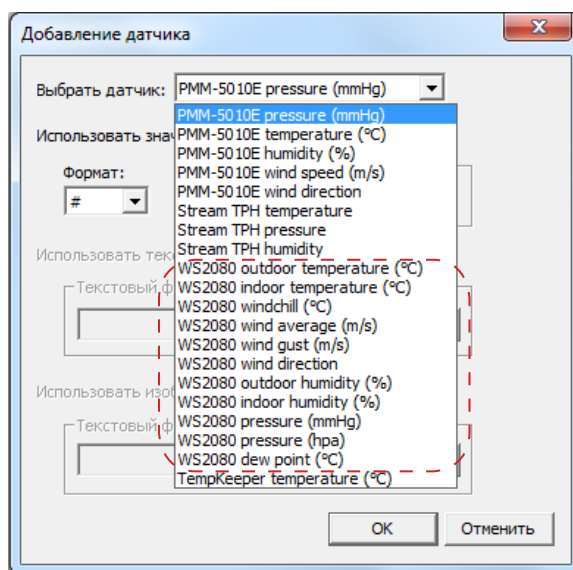 Добавление датчика
Выбрать датчик: PMM-5010E pressure (mmHg)
PMM-5010E pressure (mmHg)
Использовать знач
PMM-5010E temperature (°C)
PMM-5010E humidity (%)
Формат:
PMM-5010E wind speed (m/s)
#
PMM-5010E wind direction
Stream TPH temperature
Stream TPH pressure
Stream TPH humidity
Использовать тек
WS2080 outdoor temperature (°C)
Текстовый ф
WS2080 indoor temperature (°C)
WS2080 windchill (°C)
WS2080 wind average (m/s)
WS2080 wind gust (m/s)
WS2080 wind direction
WS2080 outdoor humidity (%)
Использовать изоб
WS2080 indoor humidity (%)
Текстовый ф
WS2080 pressure (mmHg)
WS2080 pressure (hpa)
WS2080 dew point (°C)
TempKeeper temperature (°C)
OK Отменить